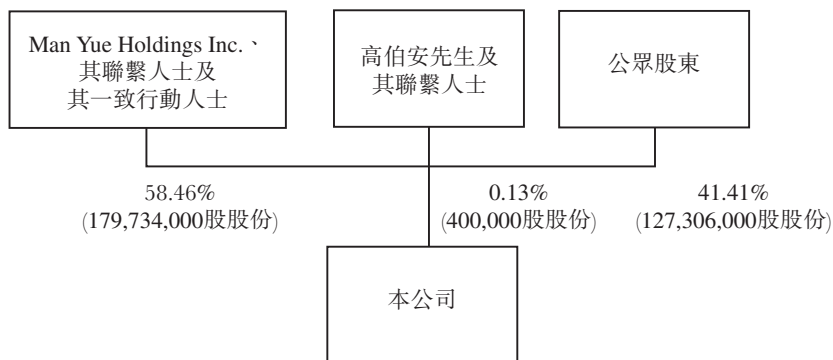 Man Yue Holdings Inc.、
其聯繫人士及
其一致行動人士
高伯安先生及
其聯繫人士
公眾股東
58.46%
(179,734,000股股份)
0.13%
(400,000股股份)
41.41%
(127,306,000股股份)
本公司